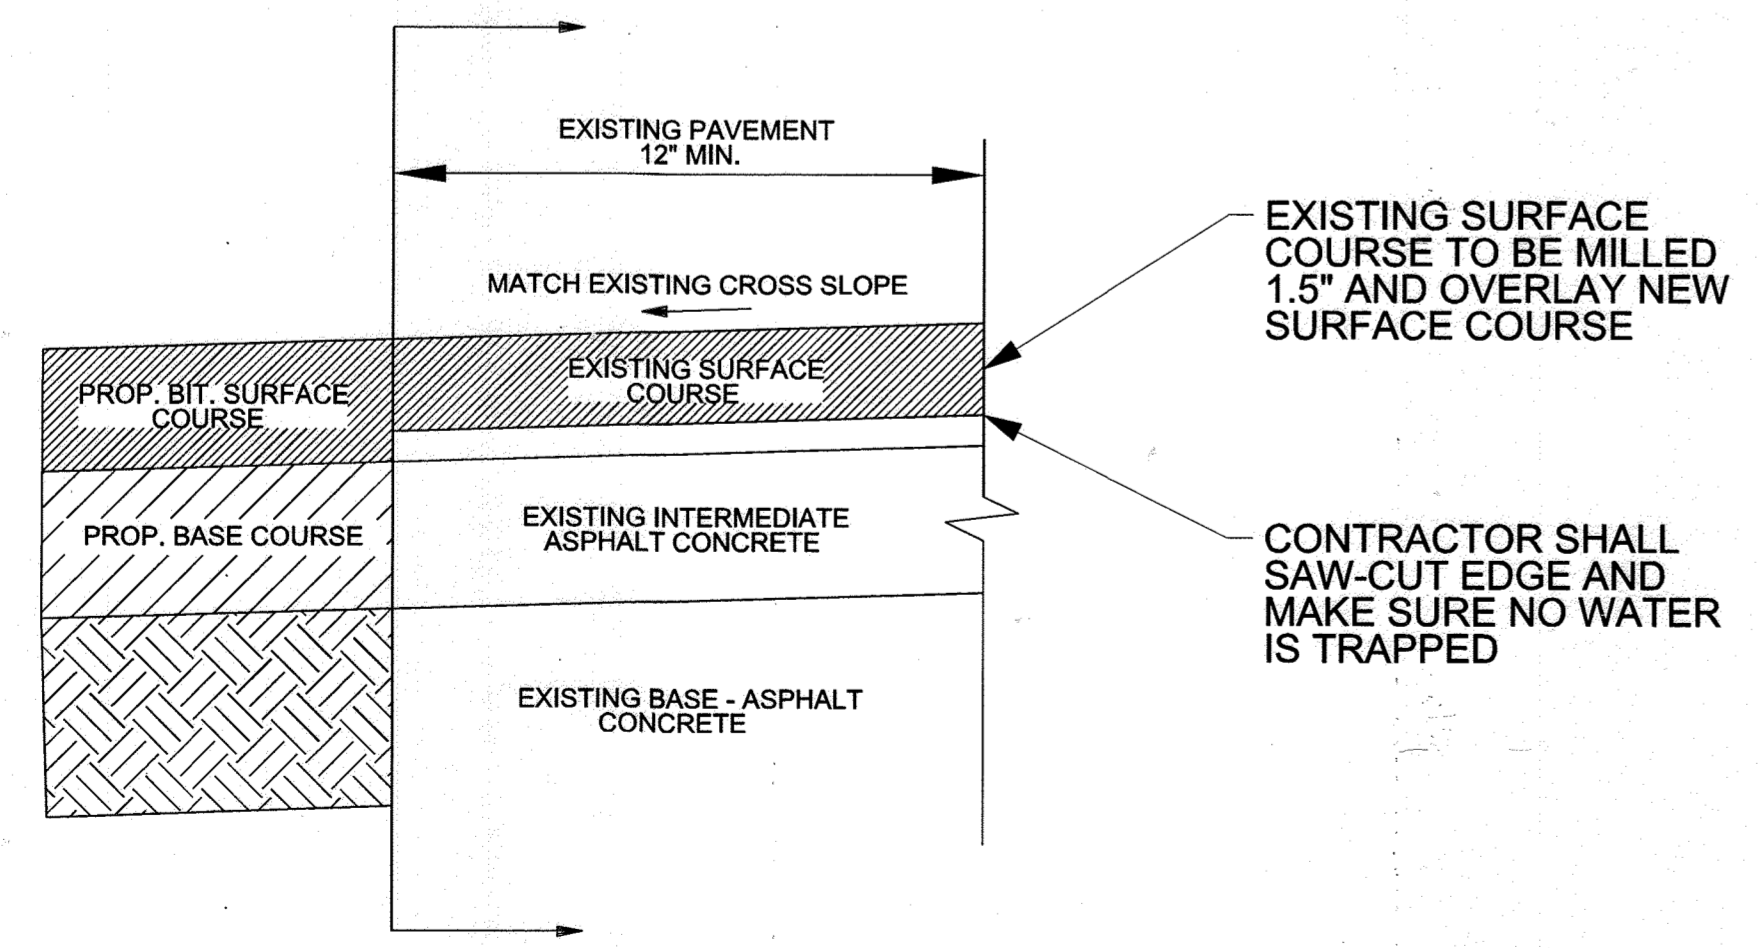 EXISTING PAVEMENT
12" MIN.
EXISTING SURFACE
COURSE TO BE MILLED
1.5" AND OVERLAY NEW
SURFACE COURSE
MATCH EXISTING CROSS SLOPE
EXISTING SURFACE
COURSE
PROP. BIT. SURFACE
COURSE
EXISTING INTERMEDIATE
ASPHALT CONCRETE
PROP. BASE COURSE
CONTRACTOR SHALL
SAW-CUT EDGE AND
MAKE SURE NO WATER
IS TRAPPED
EXISTING BASE - ASPHALT
CONCRETE